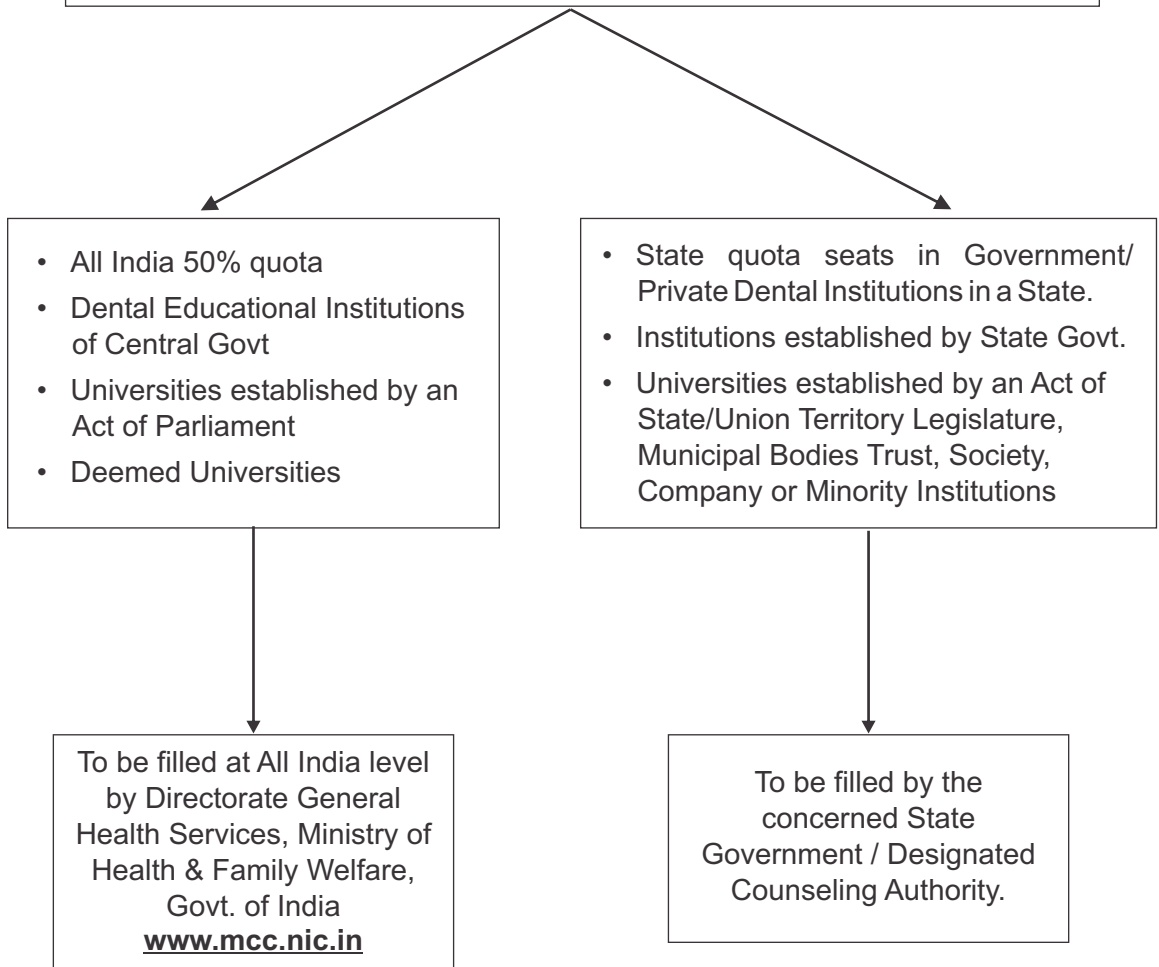 • All India 50% quota
• Dental Educational Institutions
of Central Govt
• Universities established by an
Act of Parliament
• Deemed Universities
• State quota seats in Government/
Private Dental Institutions in a State.
• Institutions established by State Govt.
• Universities established by an Act of
State/Union Territory Legislature,
Municipal Bodies Trust, Society,
Company or Minority Institutions
To be filled at All India level
by Directorate General
Health Services, Ministry of
Health & Family Welfare,
Govt. of India
www.mcc.nic.in
To be filled by the
concerned State
Government / Designated
Counseling Authority.